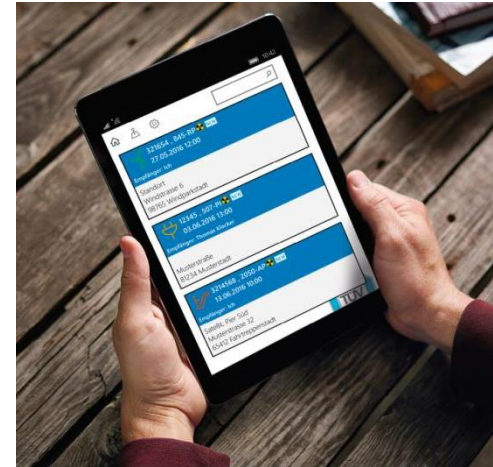 10:42
321654 , 845-RP
27.05.2016 12:00
Empfänger: Ich
Standort
Windstrasse 6
98765 Windparkstadt
12345 , 507-PI
03.06.2016 13:00
Empfänger: Thomas Klocker
Musterstraße
81234 Musterstadt
3214568 , 2050-AP
13.06.2016 10:00
Empfänger: Ich
Satellit, Pier Süd
Musterstrasse 72
65412 Fahrtreppenstadt
TÜV